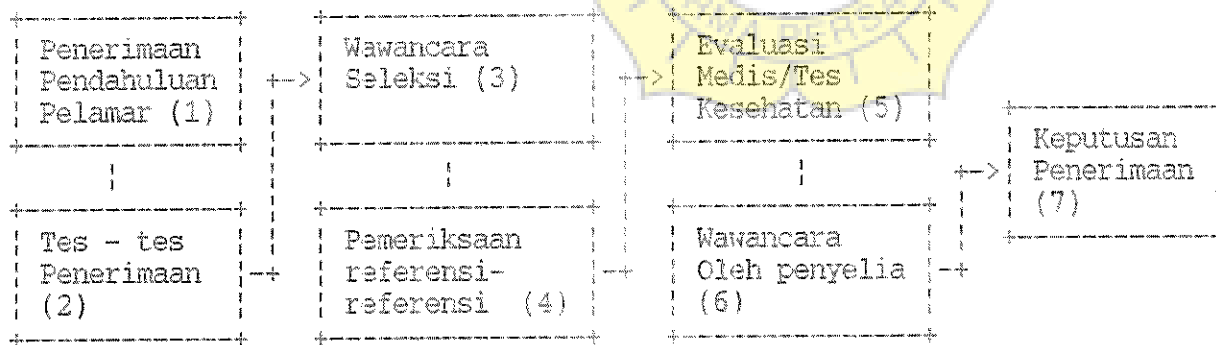 Penerimaan
Pendahuluan
Pelamar (1)
Tes - tes
Penerimaan
(2)
Wawancara
Seleksi (3)
Pemeriksaan
referensi-
referensi (4)
Evaluasi
Medis/Tes
Kesehatan (5)
Wawancara
Oleh penyelia
(6)
Keputusan
Penerimaan
(7)